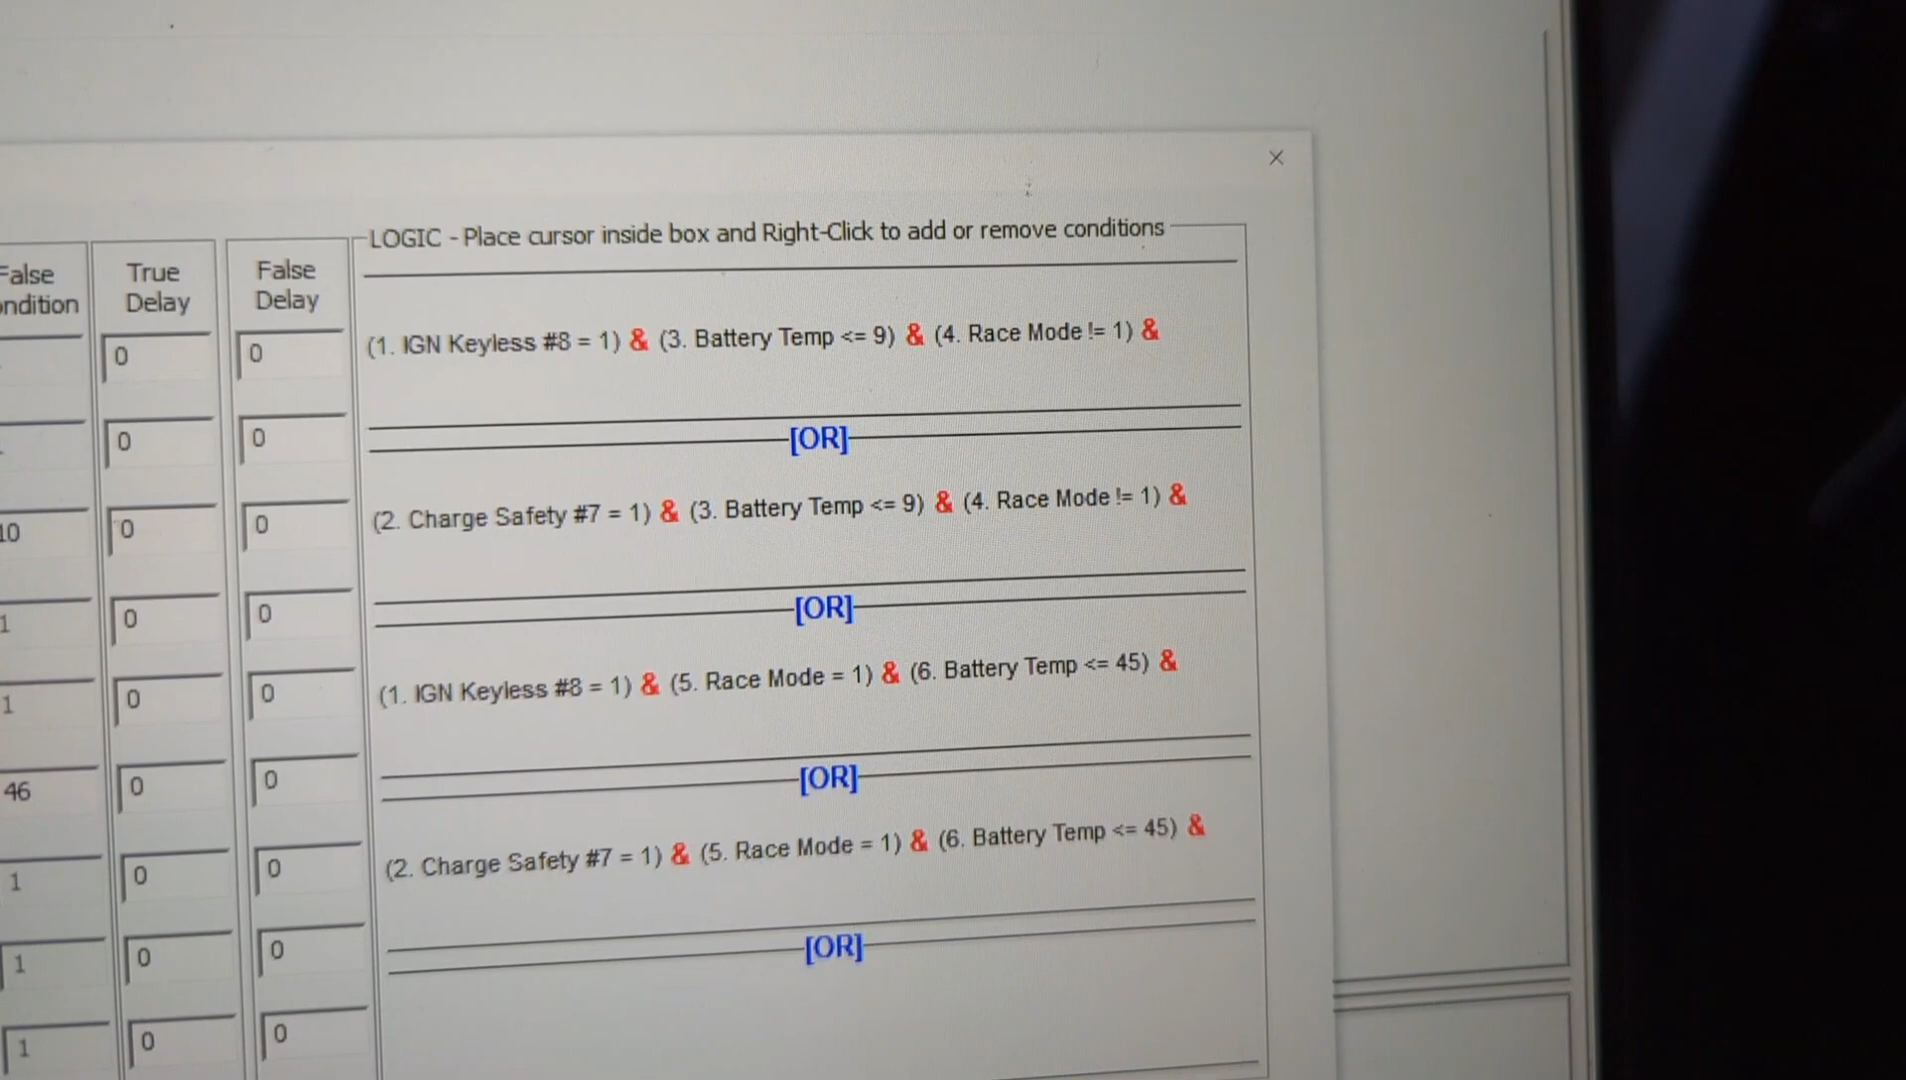 LOGIC - Place cursor inside box and Right-Click to add or remove conditions
False True False
Delay Delay
0 0
(1. IGN Keyless #8 = 1) & (3. Battery Temp <= 9) & (4. Race Mode != 1) &
0 0
[OR]
10 0 0
(2. Charge Safety #7 = 1) & (3. Battery Temp <= 9) & (4. Race Mode != 1) &
1 0 0
[OR]
1 0 0
(1. IGN Keyless #8 = 1) & (5. Race Mode = 1) & (6. Battery Temp <= 45) &
46 0 0
[OR]
1 0 0
(2. Charge Safety #7 = 1) & (5. Race Mode = 1) & (6. Battery Temp <= 45) &
1 0 0
[OR]
1 0 0